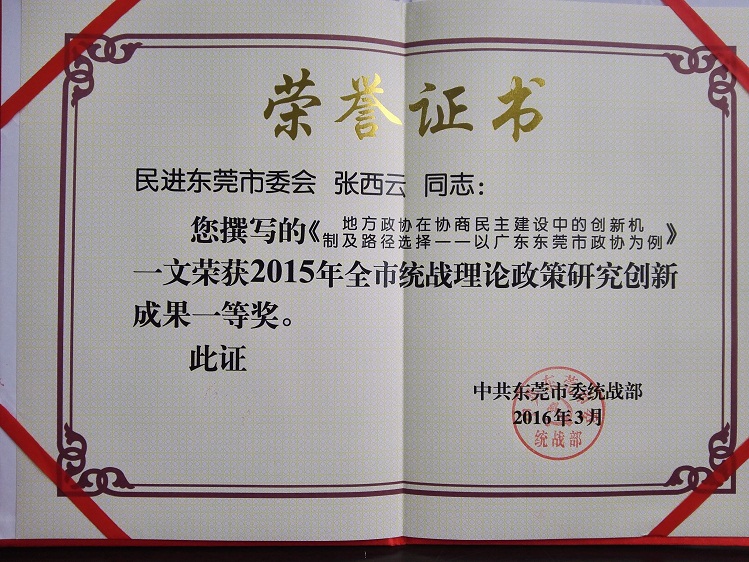 荣誉证书
民进东莞市委会 张西云 同志：
您撰写的《地方政协在协商民主建设中的创新机
制及路径选择——以广东东莞市政协为例》
一文荣获2015年全市统战理论政策研究创新
成果一等奖。
此证
中共东莞市委统战部
2016年3月
统战部